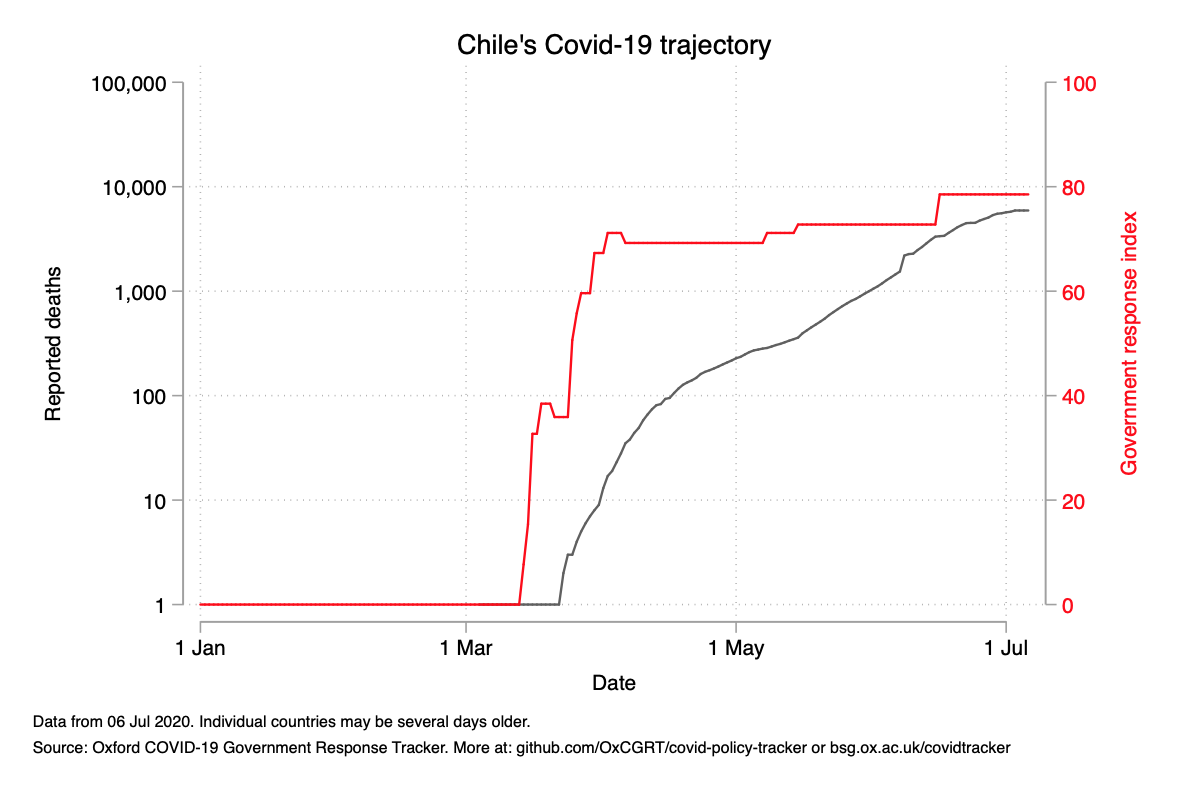 Chile's Covid-19 trajectory
100,000
10,000
1,000
100
10
1
Reported deaths
100
80
60
40
20
0
Government response index
1 Jan
1 Mar
1 May
1 Jul
Date
Data from 06 Jul 2020. Individual countries may be several days older.
Source: Oxford COVID-19 Government Response Tracker. More at: github.com/OxCGRT/covid-policy-tracker or bsg.ox.ac.uk/covidtracker